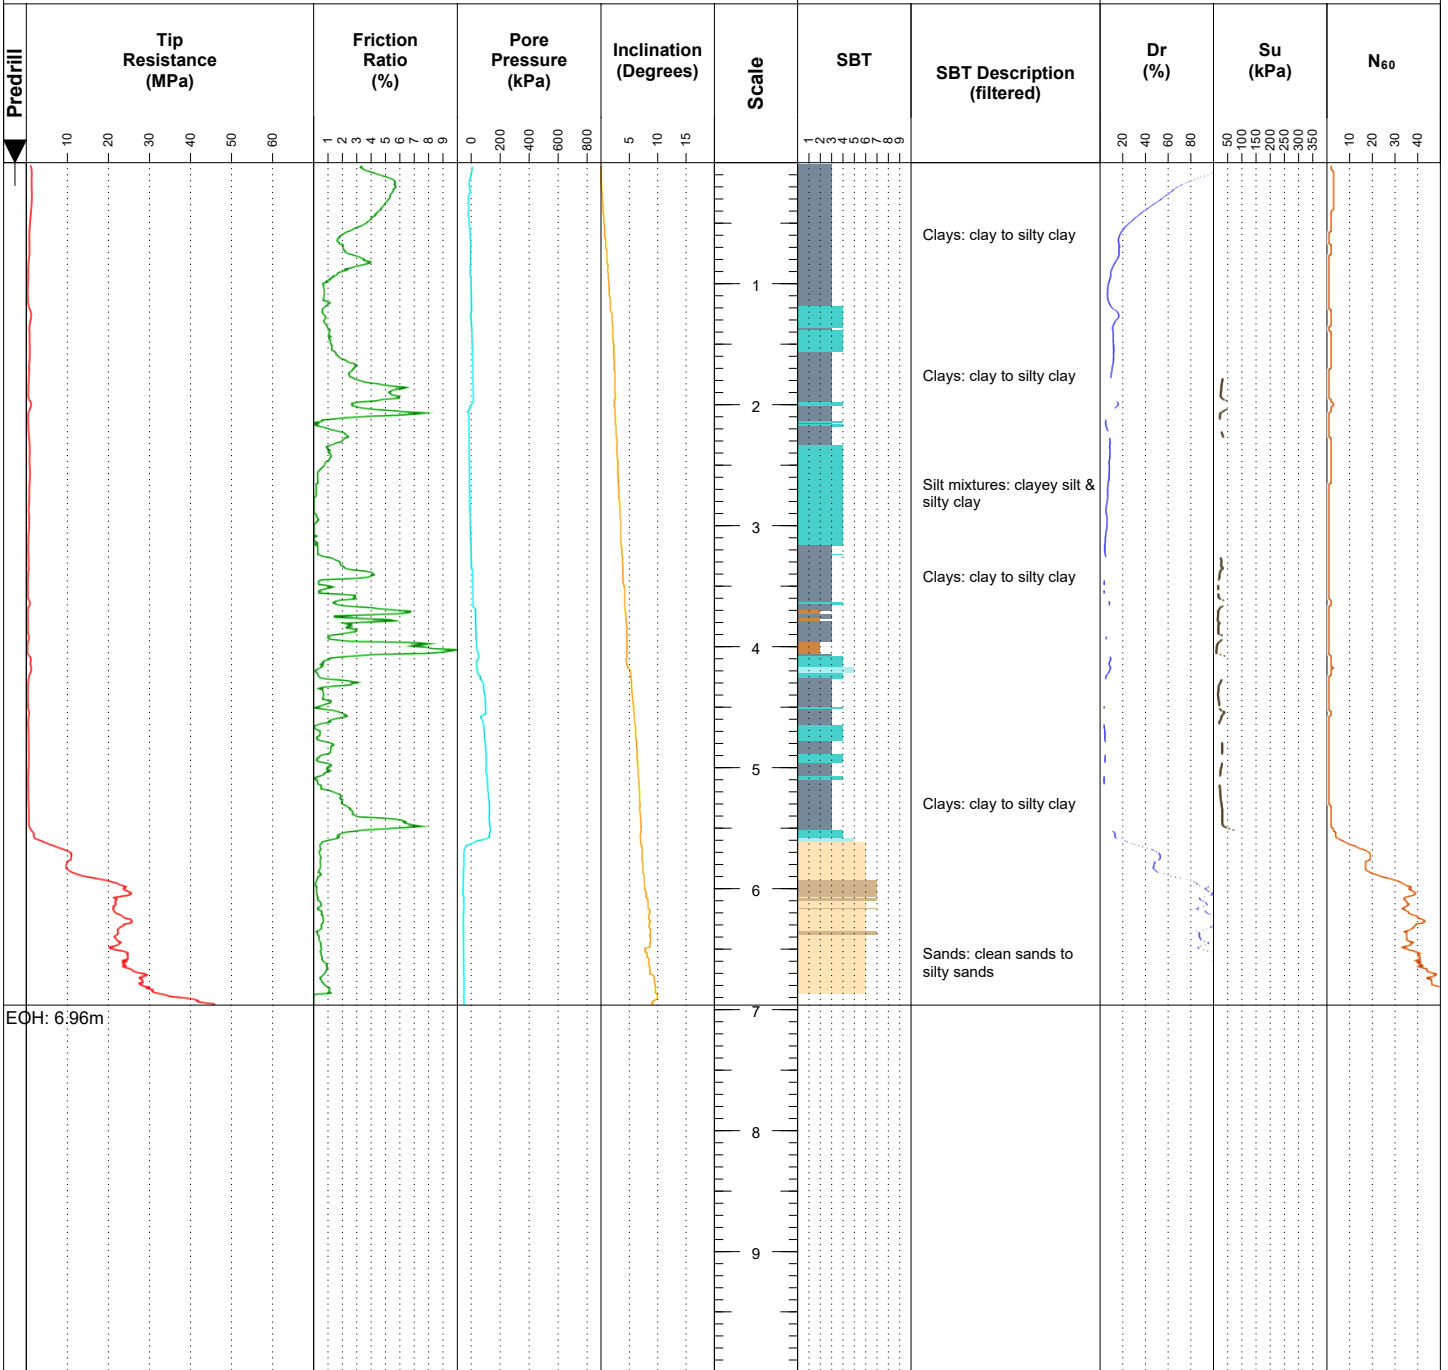 Predrill
Tip
Resistance
(MPa)
Friction
Ratio
(%)
Pore
Pressure
(kPa)
Inclination
(Degrees)
Scale
SBT
SBT Description
(filtered)
Dr
(%)
Su
(kPa)
N₆₀
10 20 30 40 50 60
1 2 3 4 5 6 7 8 9
0 200 400 600 800
5 10 15
1 2 3 4 5 6 7 8 9
20 40 60 80
50 100 150 200 250 300 350
10 20 30 40
Clays: clay to silty clay
1
Clays: clay to silty clay
2
Silt mixtures: clayey silt &
silty clay
3
Clays: clay to silty clay
4
5
Clays: clay to silty clay
6
Sands: clean sands to
silty sands
7
EOH: 6.96m
8
9